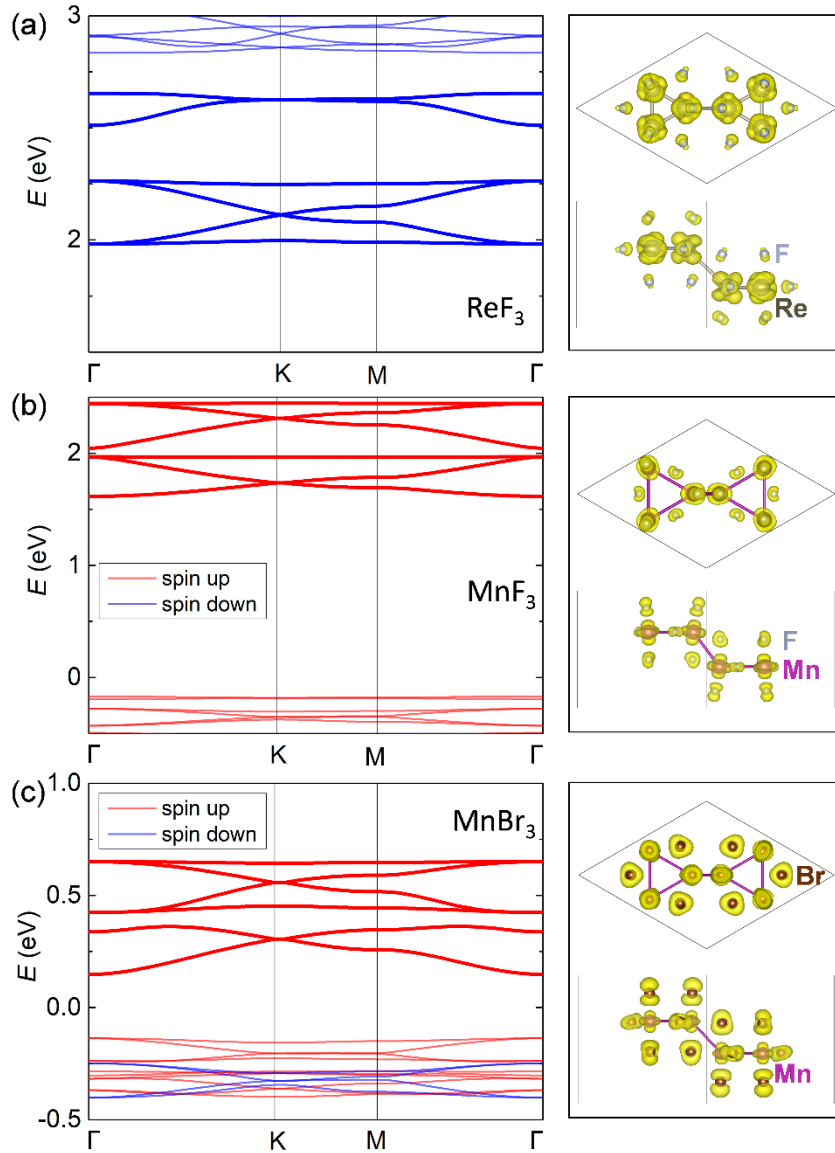 (a)
3
2
E (eV)
ReF3
Γ K M Γ
F
Re
(b)
2
1
0
E (eV)
spin up
spin down
MnF3
Γ K M Γ
F
Mn
(c)
1.0
0.5
0.0
-0.5
E (eV)
spin up
spin down
MnBr3
Γ K M Γ
Br
Mn